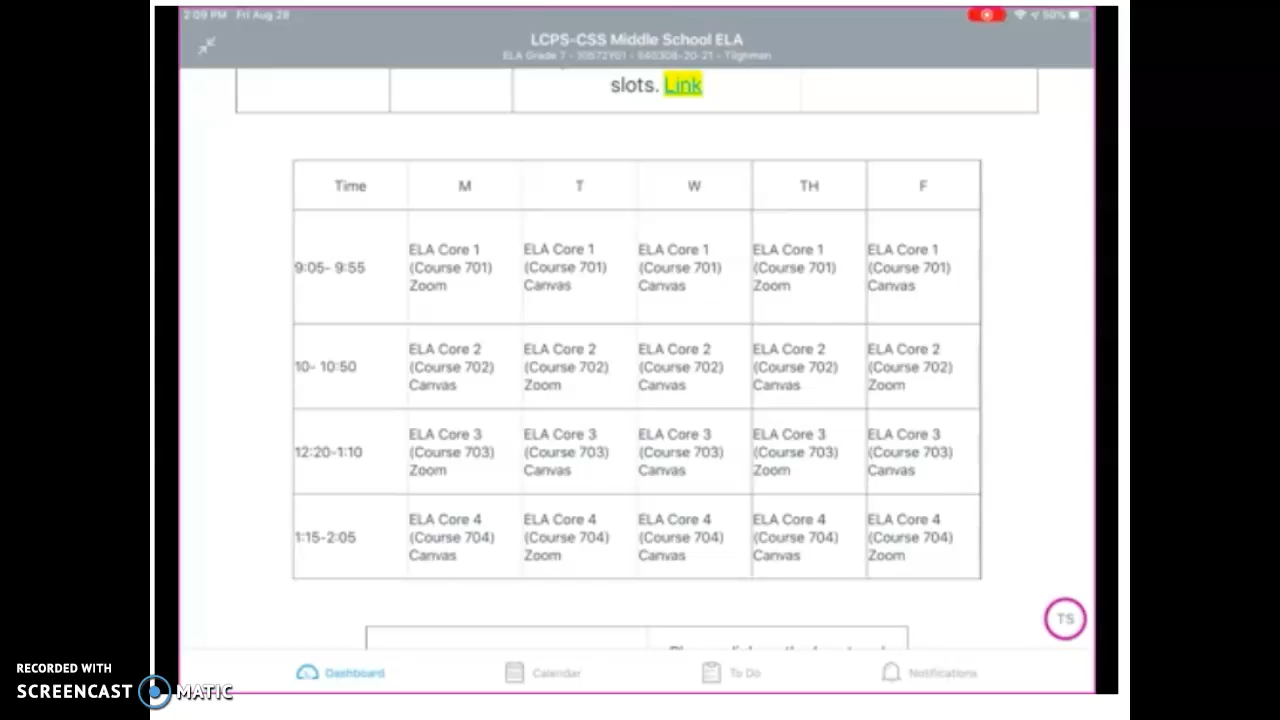 2:09 PM Fri Aug 28
50%
LCPS-CSS Middle School ELA
slots. Link
Time M T W TH F
9:05- 9:55
ELA Core 1 (Course 701) Zoom
ELA Core 1 (Course 701) Canvas
ELA Core 1 (Course 701) Canvas
ELA Core 1 (Course 701) Zoom
ELA Core 1 (Course 701) Canvas
10- 10:50
ELA Core 2 (Course 702) Canvas
ELA Core 2 (Course 702) Zoom
ELA Core 2 (Course 702) Canvas
ELA Core 2 (Course 702) Canvas
ELA Core 2 (Course 702) Zoom
12:20-1:10
ELA Core 3 (Course 703) Zoom
ELA Core 3 (Course 703) Canvas
ELA Core 3 (Course 703) Canvas
ELA Core 3 (Course 703) Zoom
ELA Core 3 (Course 703) Canvas
1:15-2:05
ELA Core 4 (Course 704) Canvas
ELA Core 4 (Course 704) Zoom
ELA Core 4 (Course 704) Canvas
ELA Core 4 (Course 704) Canvas
ELA Core 4 (Course 704) Zoom
TS
Dashboard Calendar To Do Notifications
RECORDED WITH
SCREENCAST MATIC